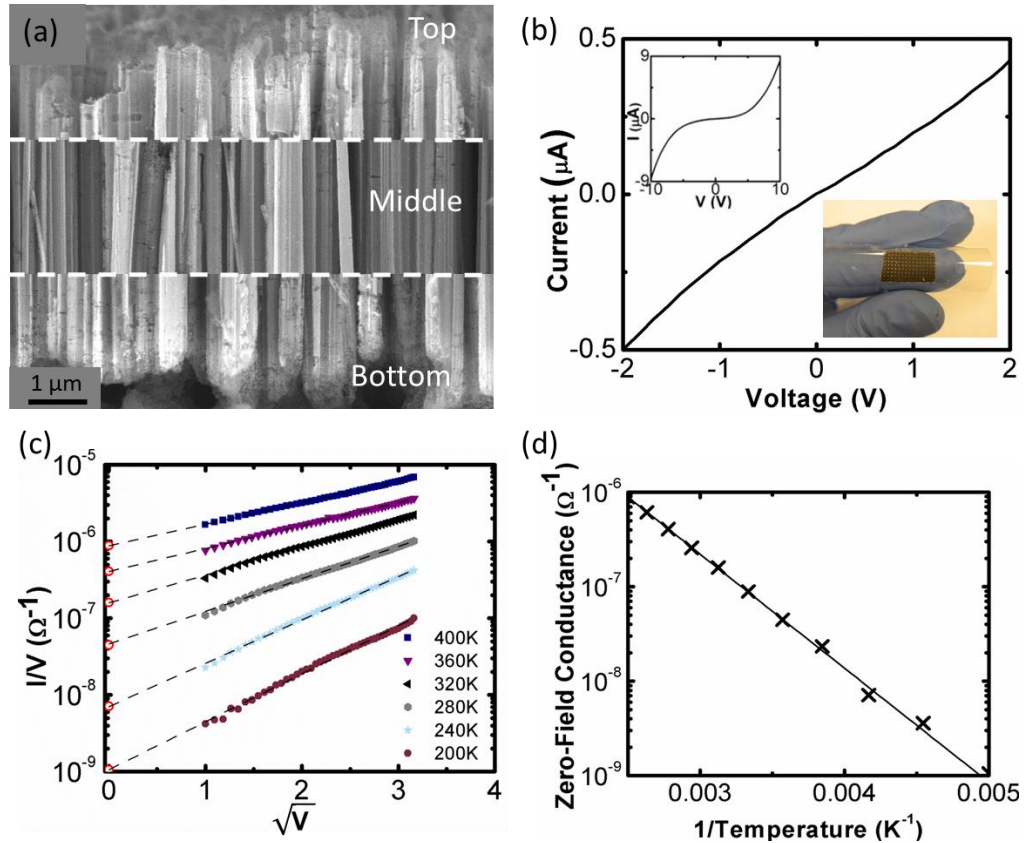 (a)
Top
Middle
Bottom
1 μm
(b)
0.5
0.0
-0.5
Current (μA)
-2
-1
0
1
2
Voltage (V)
9
0
-9
I (μA)
-10
0
10
V (V)
(c)
10⁻⁵
10⁻⁶
10⁻⁷
10⁻⁸
10⁻⁹
I/V (Ω⁻¹)
400K
360K
320K
280K
240K
200K
0
1
2
3
4
√V
(d)
10⁻⁶
10⁻⁷
10⁻⁸
10⁻⁹
Zero-Field Conductance (Ω⁻¹)
0.003
0.004
0.005
1/Temperature (K⁻¹)